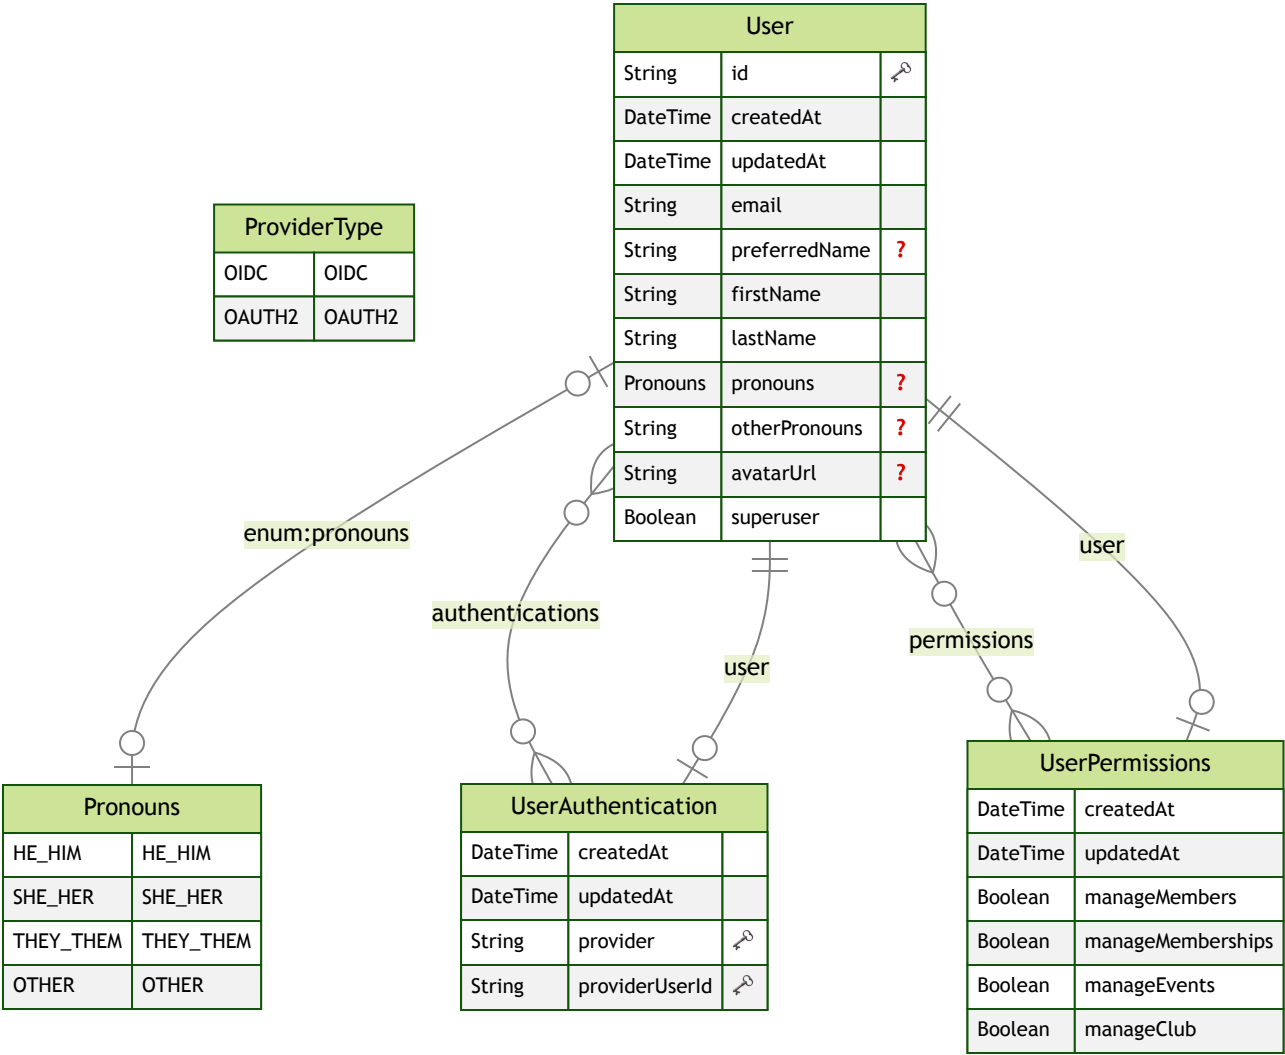 User
String id
DateTime createdAt
DateTime updatedAt
String email
String preferredName ?
String firstName
String lastName
Pronouns pronouns ?
String otherPronouns ?
String avatarUrl ?
Boolean superuser
ProviderType
OIDC OIDC
OAUTH2 OAUTH2
enum:pronouns
authentications
user
permissions
user
Pronouns
HE_HIM HE_HIM
SHE_HER SHE_HER
THEY_THEM THEY_THEM
OTHER OTHER
UserAuthentication
DateTime createdAt
DateTime updatedAt
String provider
String providerUserId
UserPermissions
DateTime createdAt
DateTime updatedAt
Boolean manageMembers
Boolean manageMemberships
Boolean manageEvents
Boolean manageClub